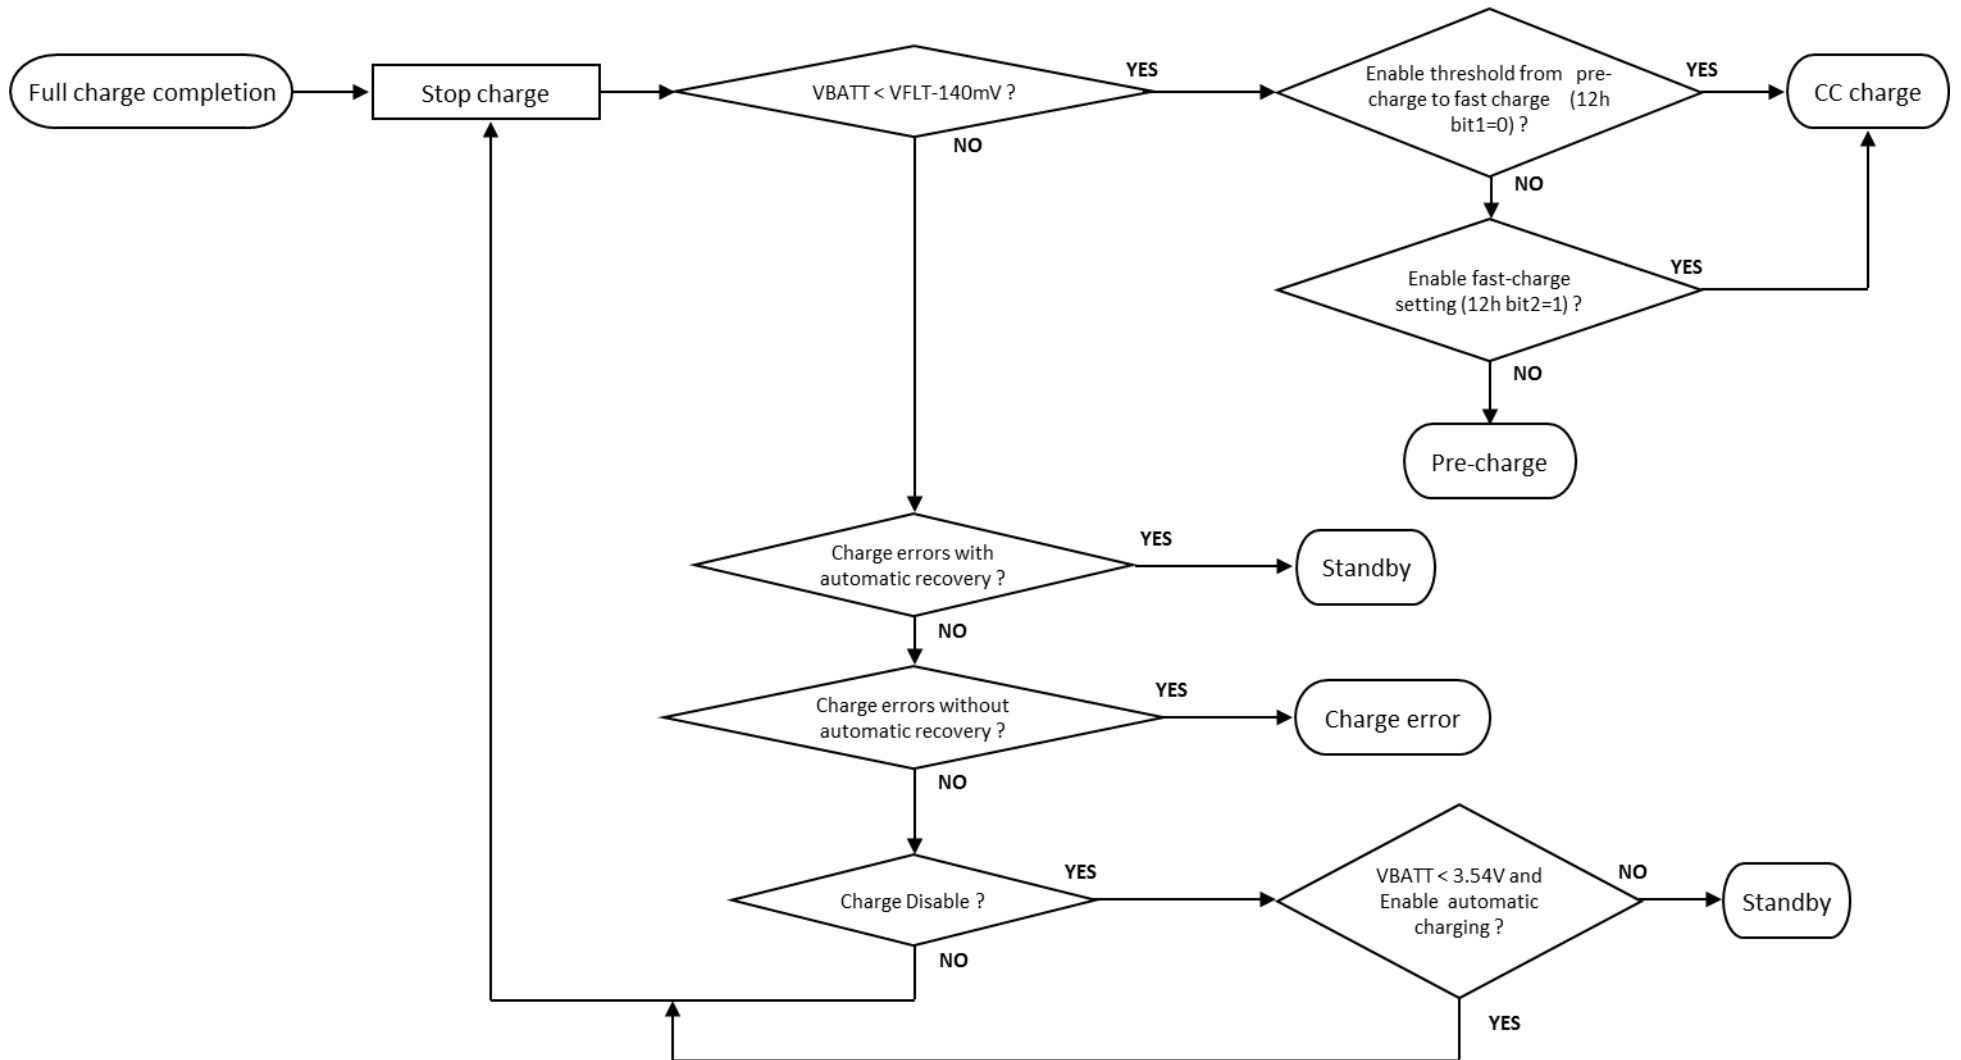 Full charge completion
Stop charge
VBATT < VFLT-140mV ?
YES
NO
Enable threshold from pre-
charge to fast charge (12h
bit1=0) ?
YES
NO
CC charge
Enable fast-charge
setting (12h bit2=1) ?
YES
NO
Pre-charge
Charge errors with
automatic recovery ?
YES
NO
Standby
Charge errors without
automatic recovery ?
YES
NO
Charge error
Charge Disable ?
YES
NO
VBATT < 3.54V and
Enable automatic
charging ?
NO
YES
Standby